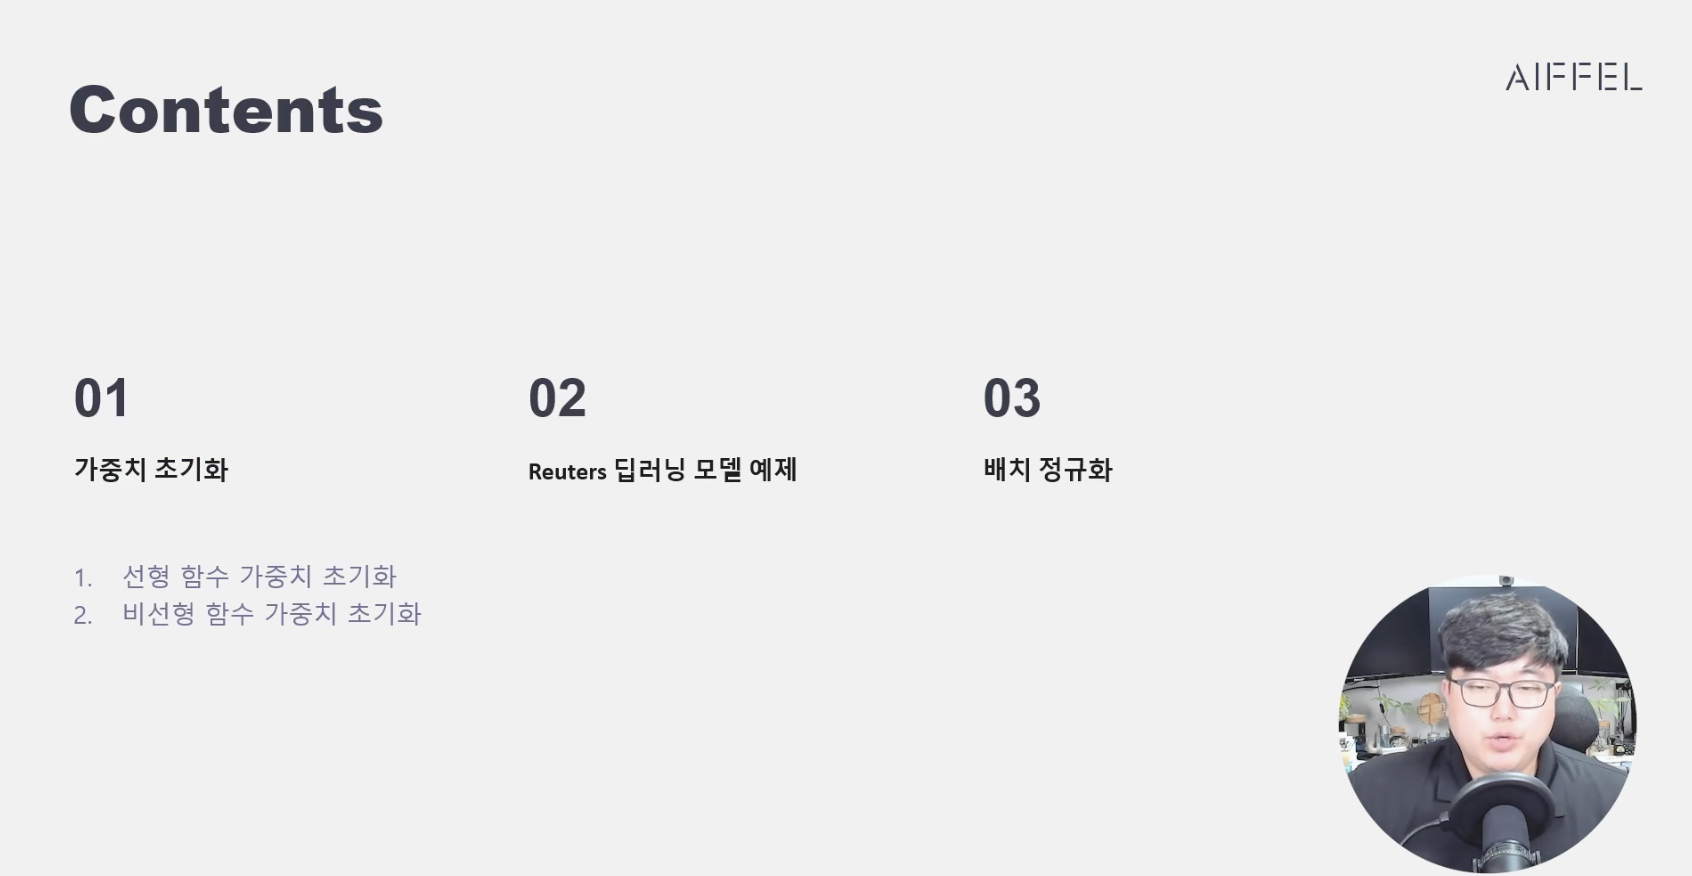 Contents
AIFFEL
01
가중치 초기화
1. 선형 함수 가중치 초기화
2. 비선형 함수 가중치 초기화
02
Reuters 딥러닝 모델 예제
03
배치 정규화